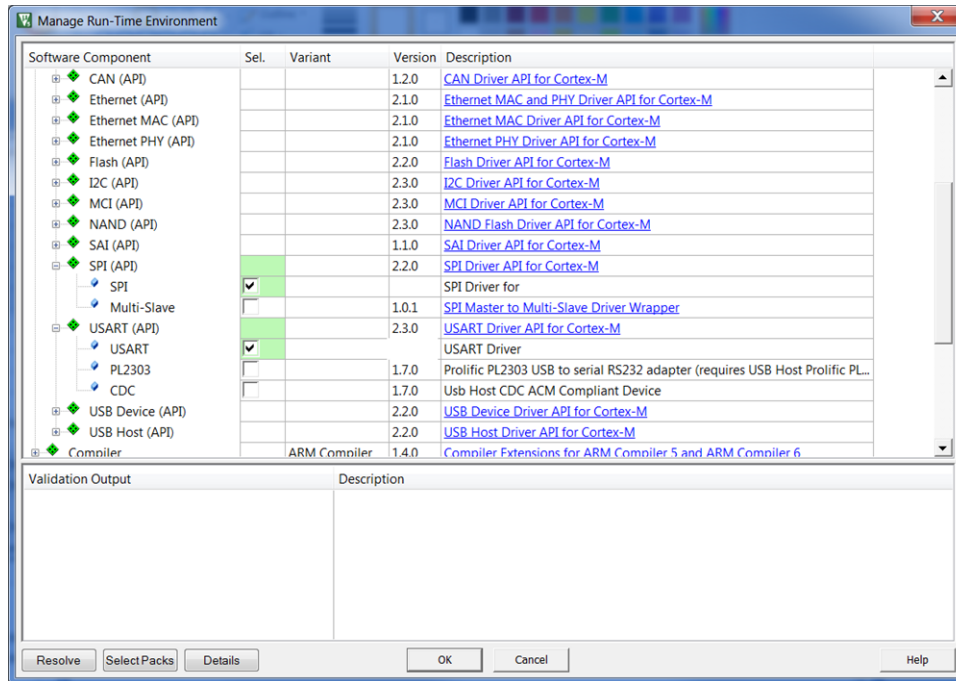 Manage Run-Time Environment
Software Component Sel. Variant Version Description
CAN (API) 1.2.0 CAN Driver API for Cortex-M
Ethernet (API) 2.1.0 Ethernet MAC and PHY Driver API for Cortex-M
Ethernet MAC (API) 2.1.0 Ethernet MAC Driver API for Cortex-M
Ethernet PHY (API) 2.1.0 Ethernet PHY Driver API for Cortex-M
Flash (API) 2.2.0 Flash Driver API for Cortex-M
I2C (API) 2.3.0 I2C Driver API for Cortex-M
MCI (API) 2.3.0 MCI Driver API for Cortex-M
NAND (API) 2.3.0 NAND Flash Driver API for Cortex-M
SAI (API) 1.1.0 SAI Driver API for Cortex-M
SPI (API) 2.2.0 SPI Driver API for Cortex-M
SPI SPI Driver for
Multi-Slave 1.0.1 SPI Master to Multi-Slave Driver Wrapper
USART (API) 2.3.0 USART Driver API for Cortex-M
USART USART Driver
PL2303 1.7.0 Prolific PL2303 USB to serial RS232 adapter (requires USB Host Prolific PL...
CDC 1.7.0 Usb Host CDC ACM Compliant Device
USB Device (API) 2.2.0 USB Device Driver API for Cortex-M
USB Host (API) 2.2.0 USB Host Driver API for Cortex-M
Compiler ARM Compiler 1.4.0 Compiler Extensions for ARM Compiler 5 and ARM Compiler 6
Validation Output Description
Resolve Select Packs Details OK Cancel Help